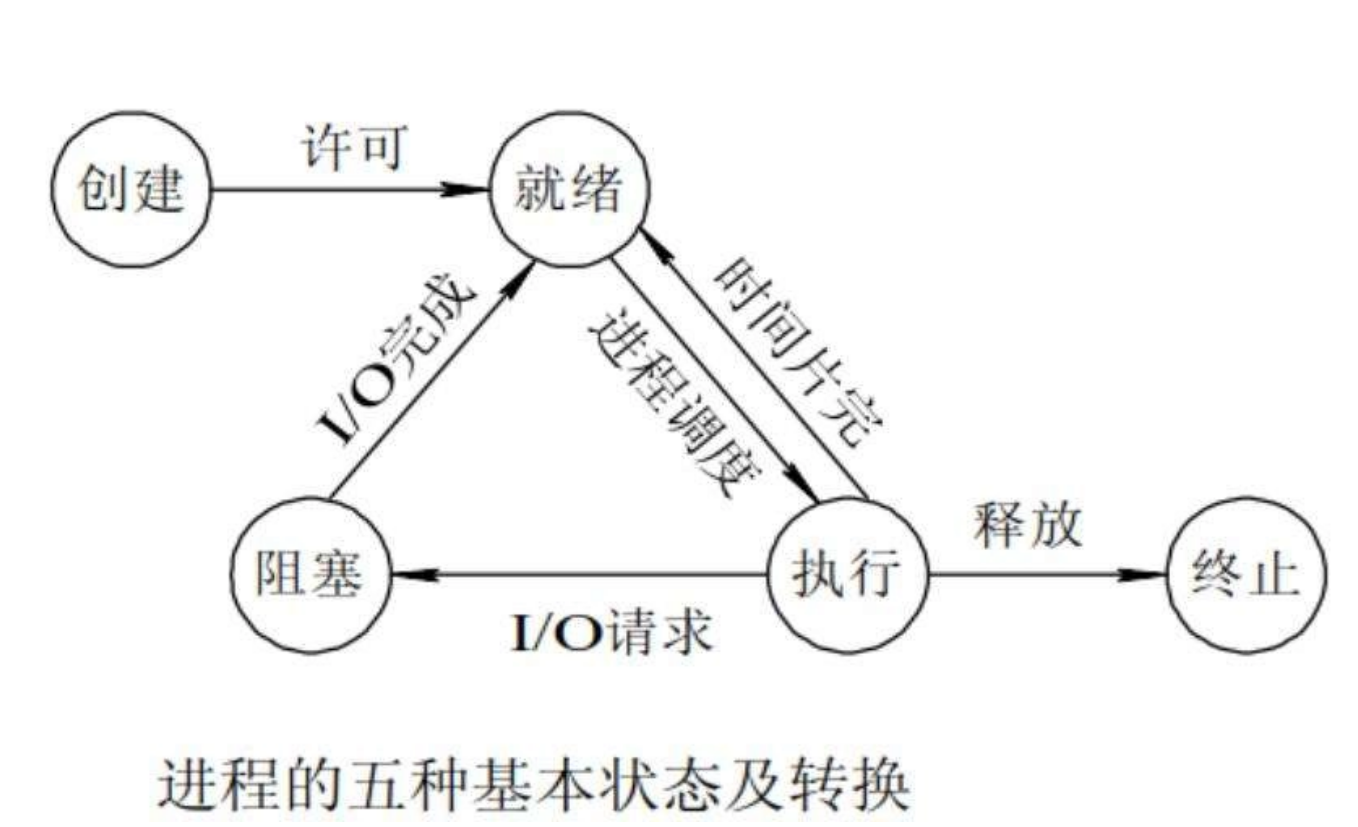 许可
创建
就绪
I/O完成
进程调度
时间片完
阻塞
执行
释放
终止
I/O请求
进程的五种基本状态及转换